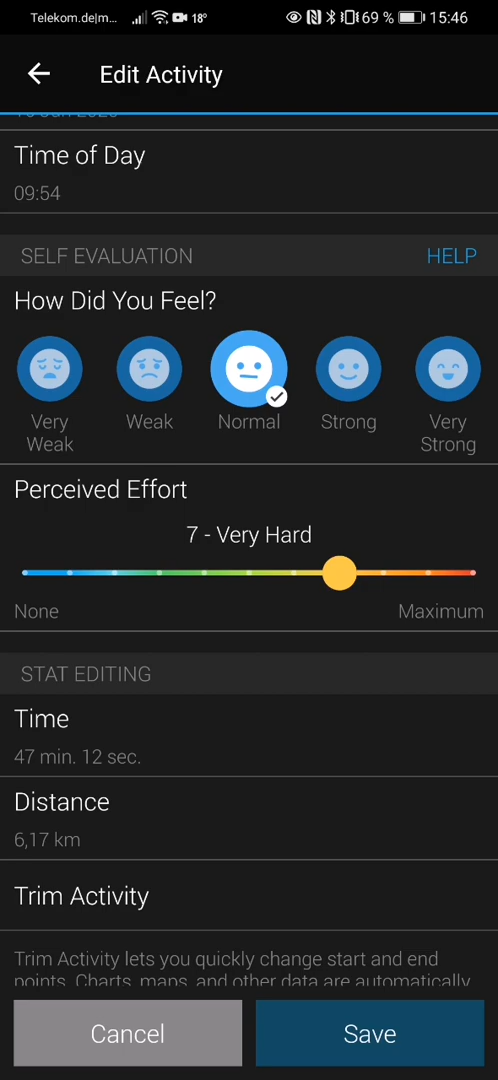 Telekom.de|m... 18° 69 % 15:46
Edit Activity
Time of Day
09:54
SELF EVALUATION HELP
How Did You Feel?
Very Weak Weak Normal Strong Very Strong
Perceived Effort
7 - Very Hard
None Maximum
STAT EDITING
Time
47 min. 12 sec.
Distance
6,17 km
Trim Activity
Trim Activity lets you quickly change start and end
points. Charts, maps, and other data are automatically
Cancel Save